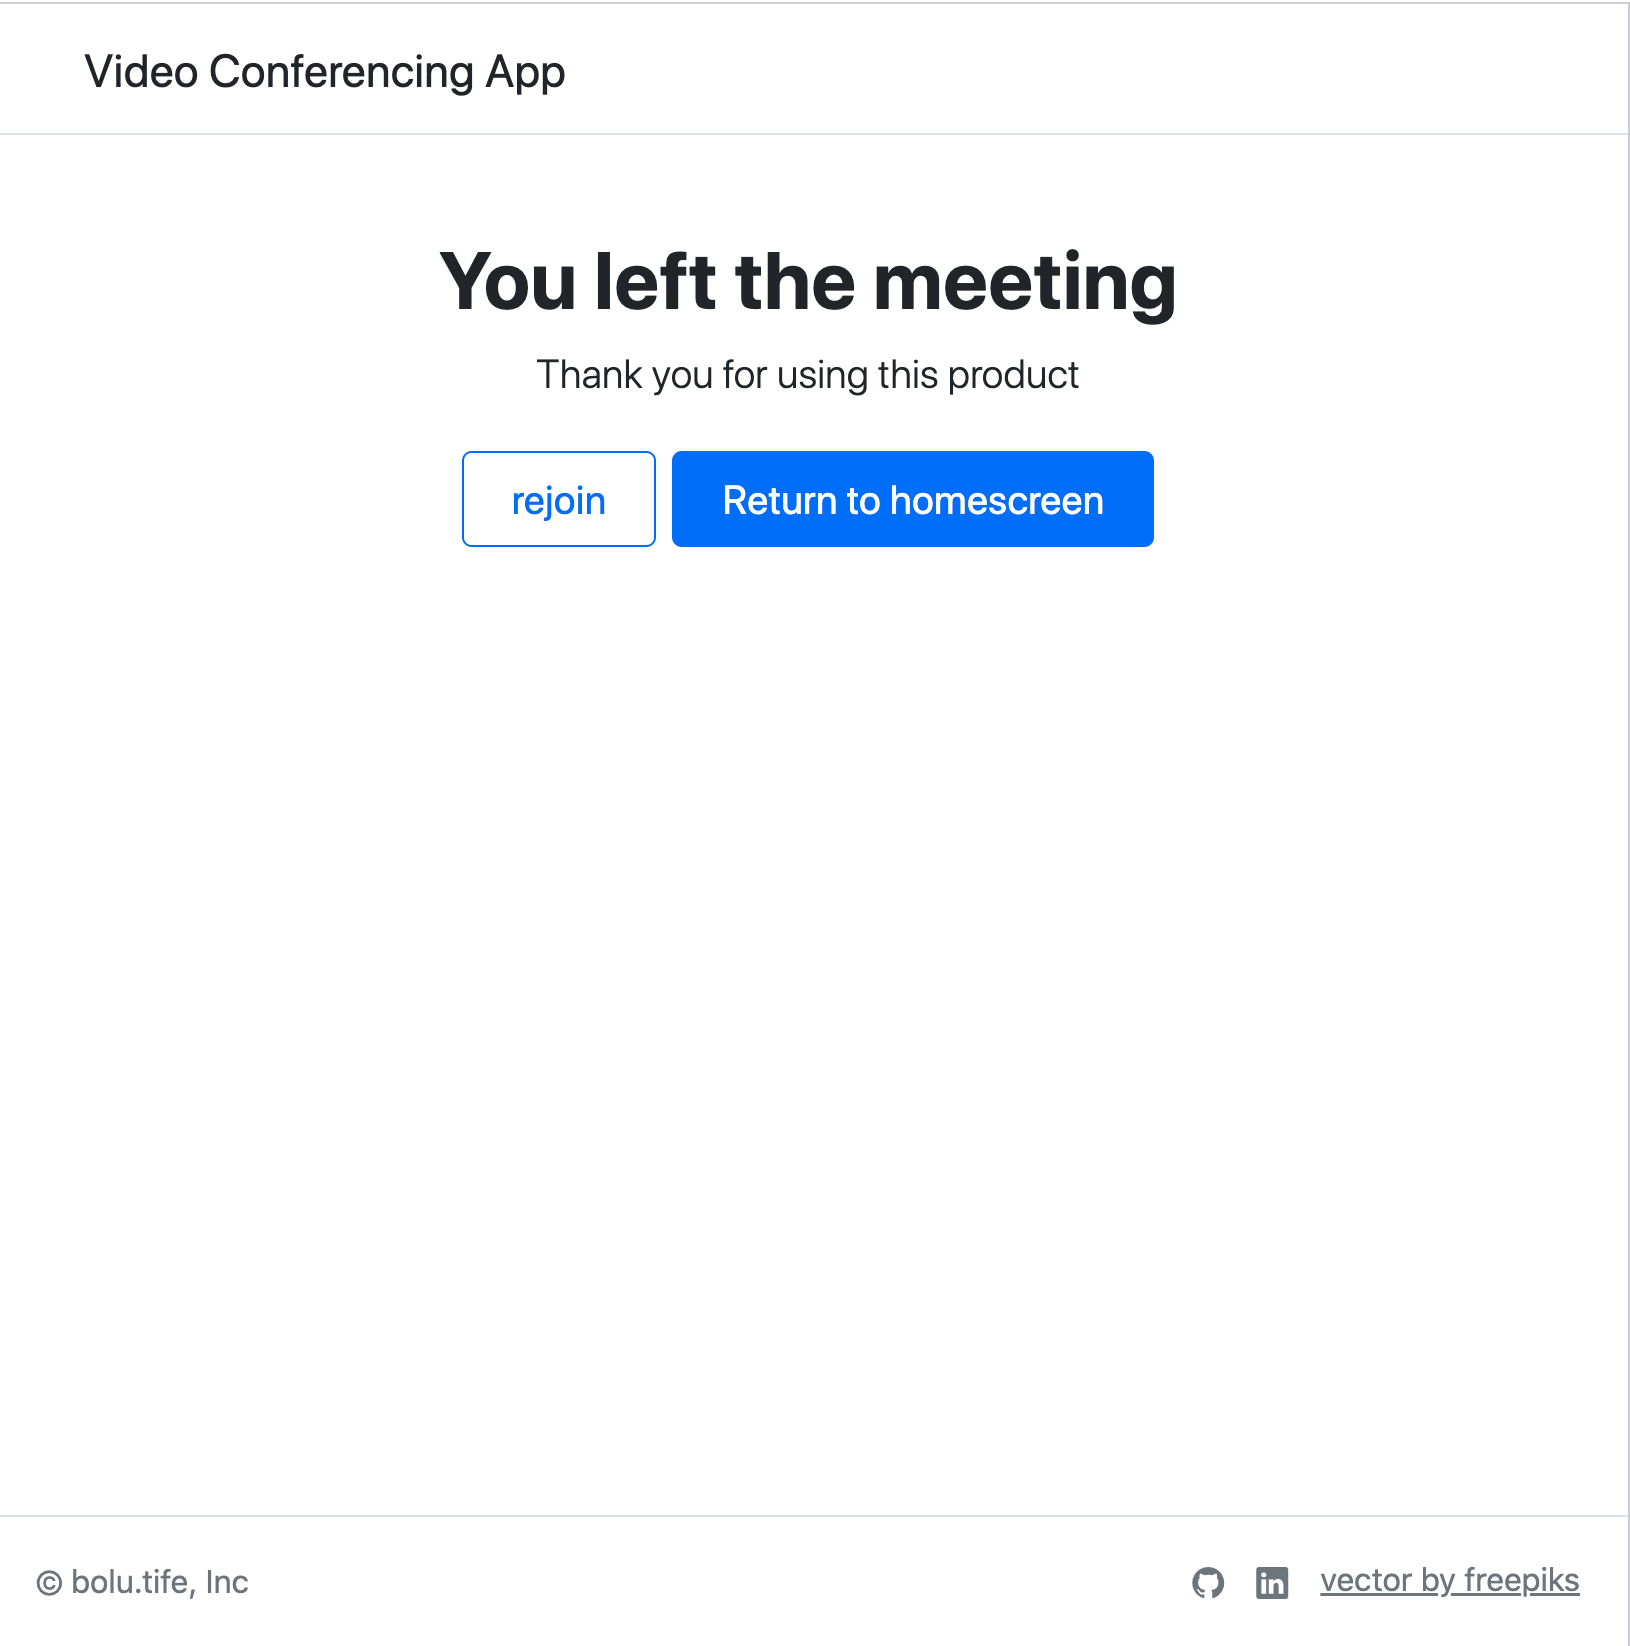 Video Conferencing App
You left the meeting
Thank you for using this product
rejoin
Return to homescreen
© bolu.tife, Inc
in
vector by freepiks